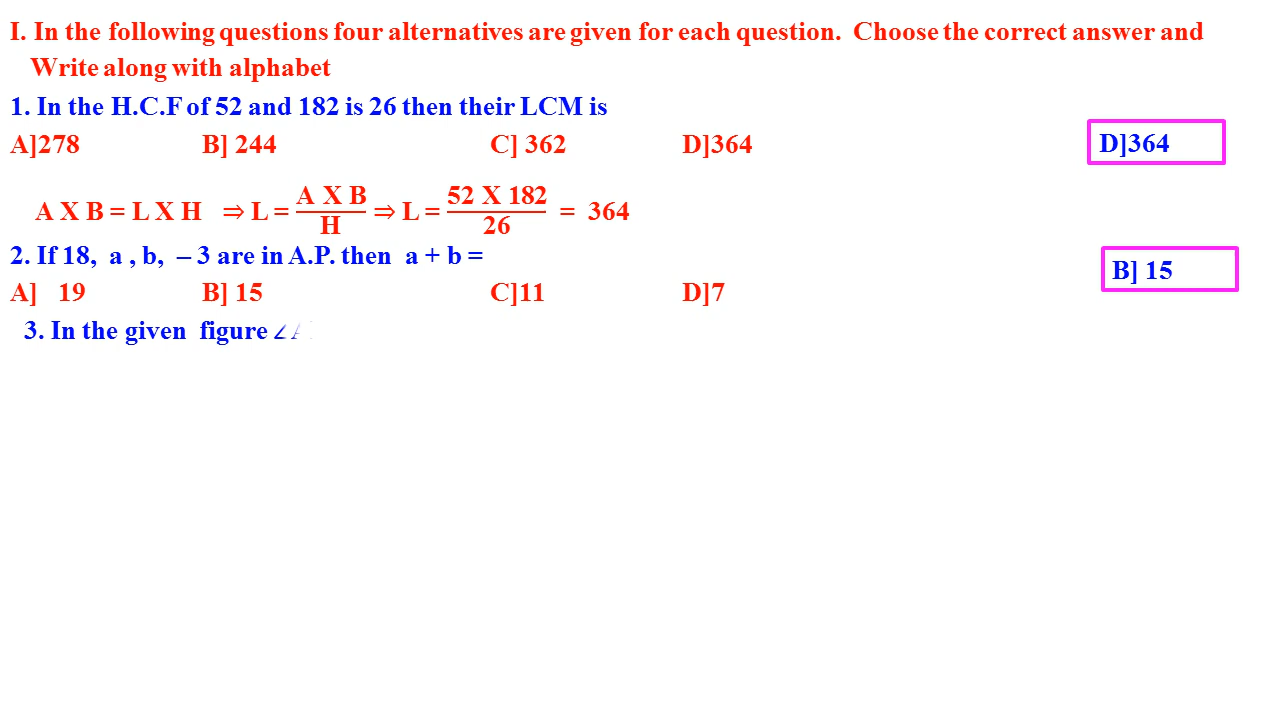 I. In the following questions four alternatives are given for each question. Choose the correct answer and
Write along with alphabet
1. In the H.C.F of 52 and 182 is 26 then their LCM is
A]278 B] 244 C] 362 D]364
D]364
A X B = L X H ⇒ L = A X B / H ⇒ L = 52 X 182 / 26 = 364
2. If 18, a , b, – 3 are in A.P. then a + b =
B] 15
A] 19 B] 15 C]11 D]7
3. In the given figure ∠